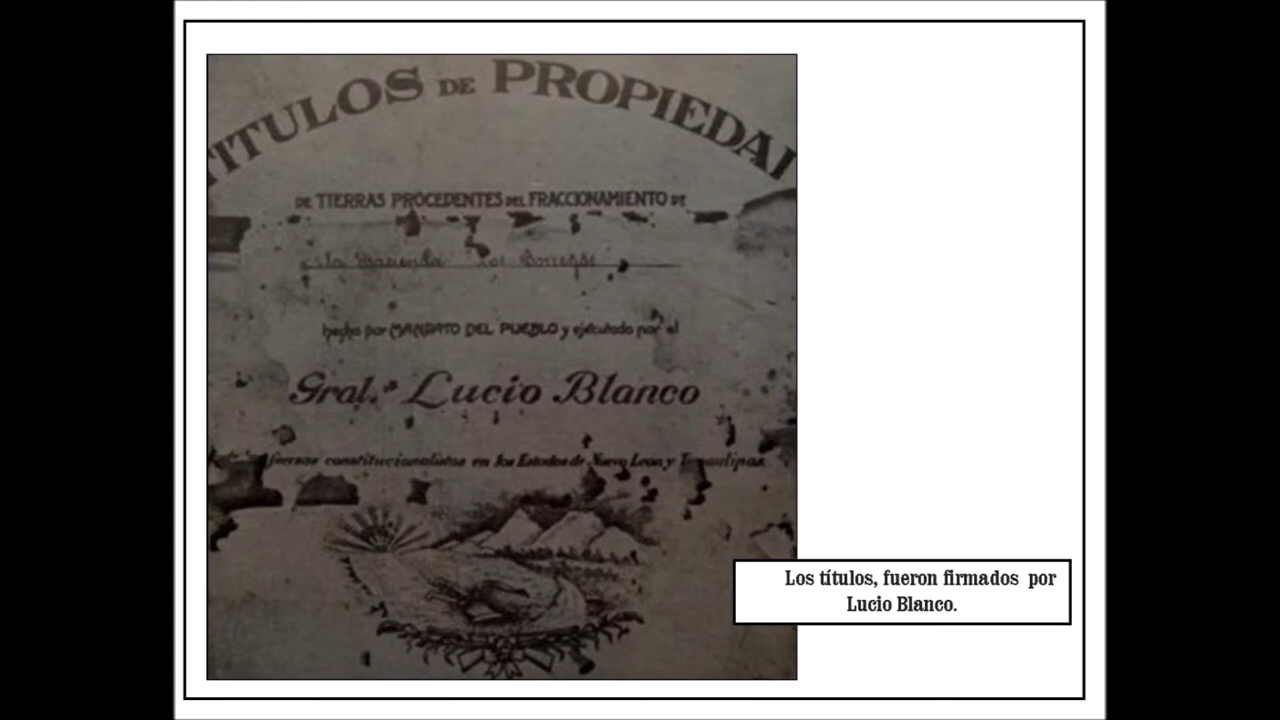 TITULOS DE PROPIEDAD
DE TIERRAS PROCEDENTES DEL FRACCIONAMIENTO DE
la Hacienda Los Borregos
hecho por MANDATO DEL PUEBLO y ejecutado por el
Gral. Lucio Blanco
fuerzas constitucionalistas en los Estados de Nuevo Leon y Tamaulipas
Los títulos, fueron firmados por
Lucio Blanco.